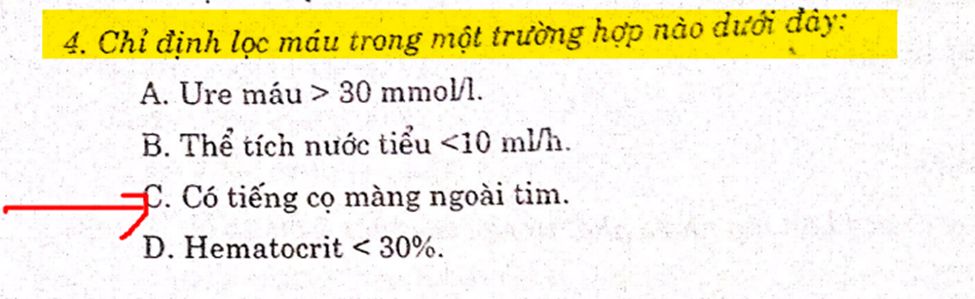 4. Chỉ định lọc máu trong một trường hợp nào dưới đây:
A. Ure máu > 30 mmol/l.
B. Thể tích nước tiểu <10 ml/h.
C. Có tiếng cọ màng ngoài tim.
D. Hematocrit < 30%.